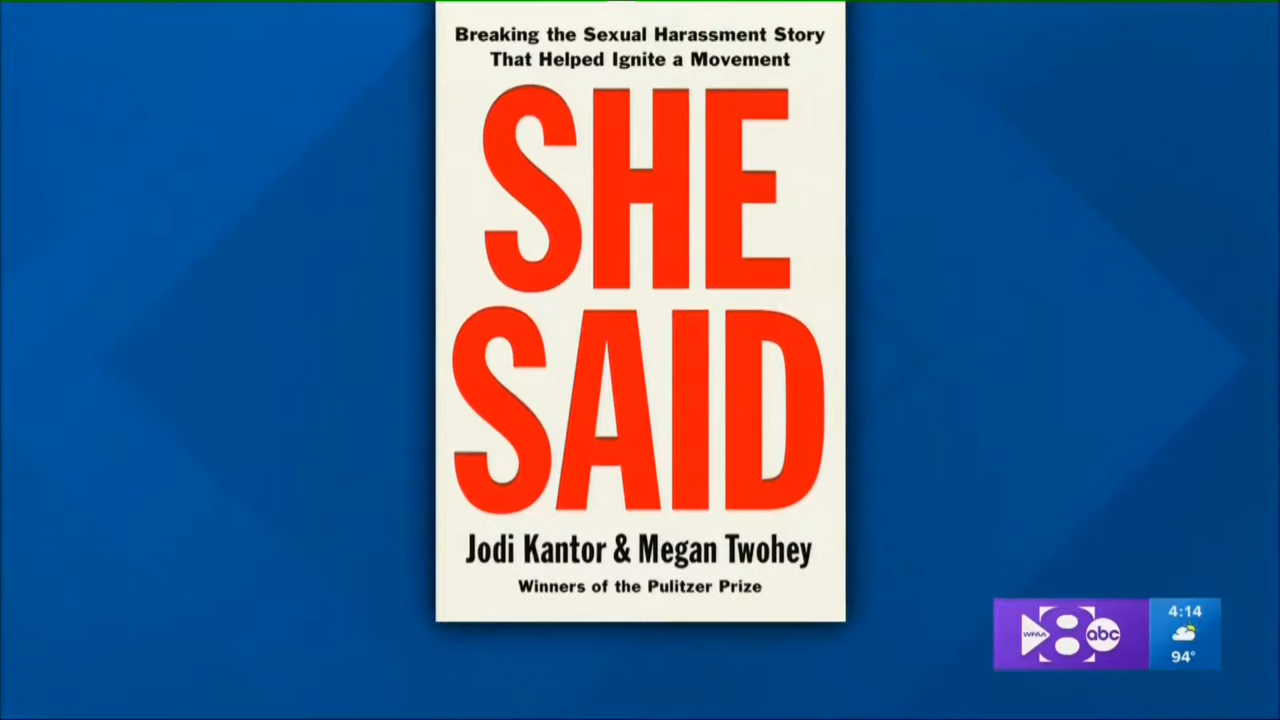 Breaking the Sexual Harassment Story
That Helped Ignite a Movement
SHE
SAID
Jodi Kantor & Megan Twohey
Winners of the Pulitzer Prize
WFAA 8 abc
4:14
94°